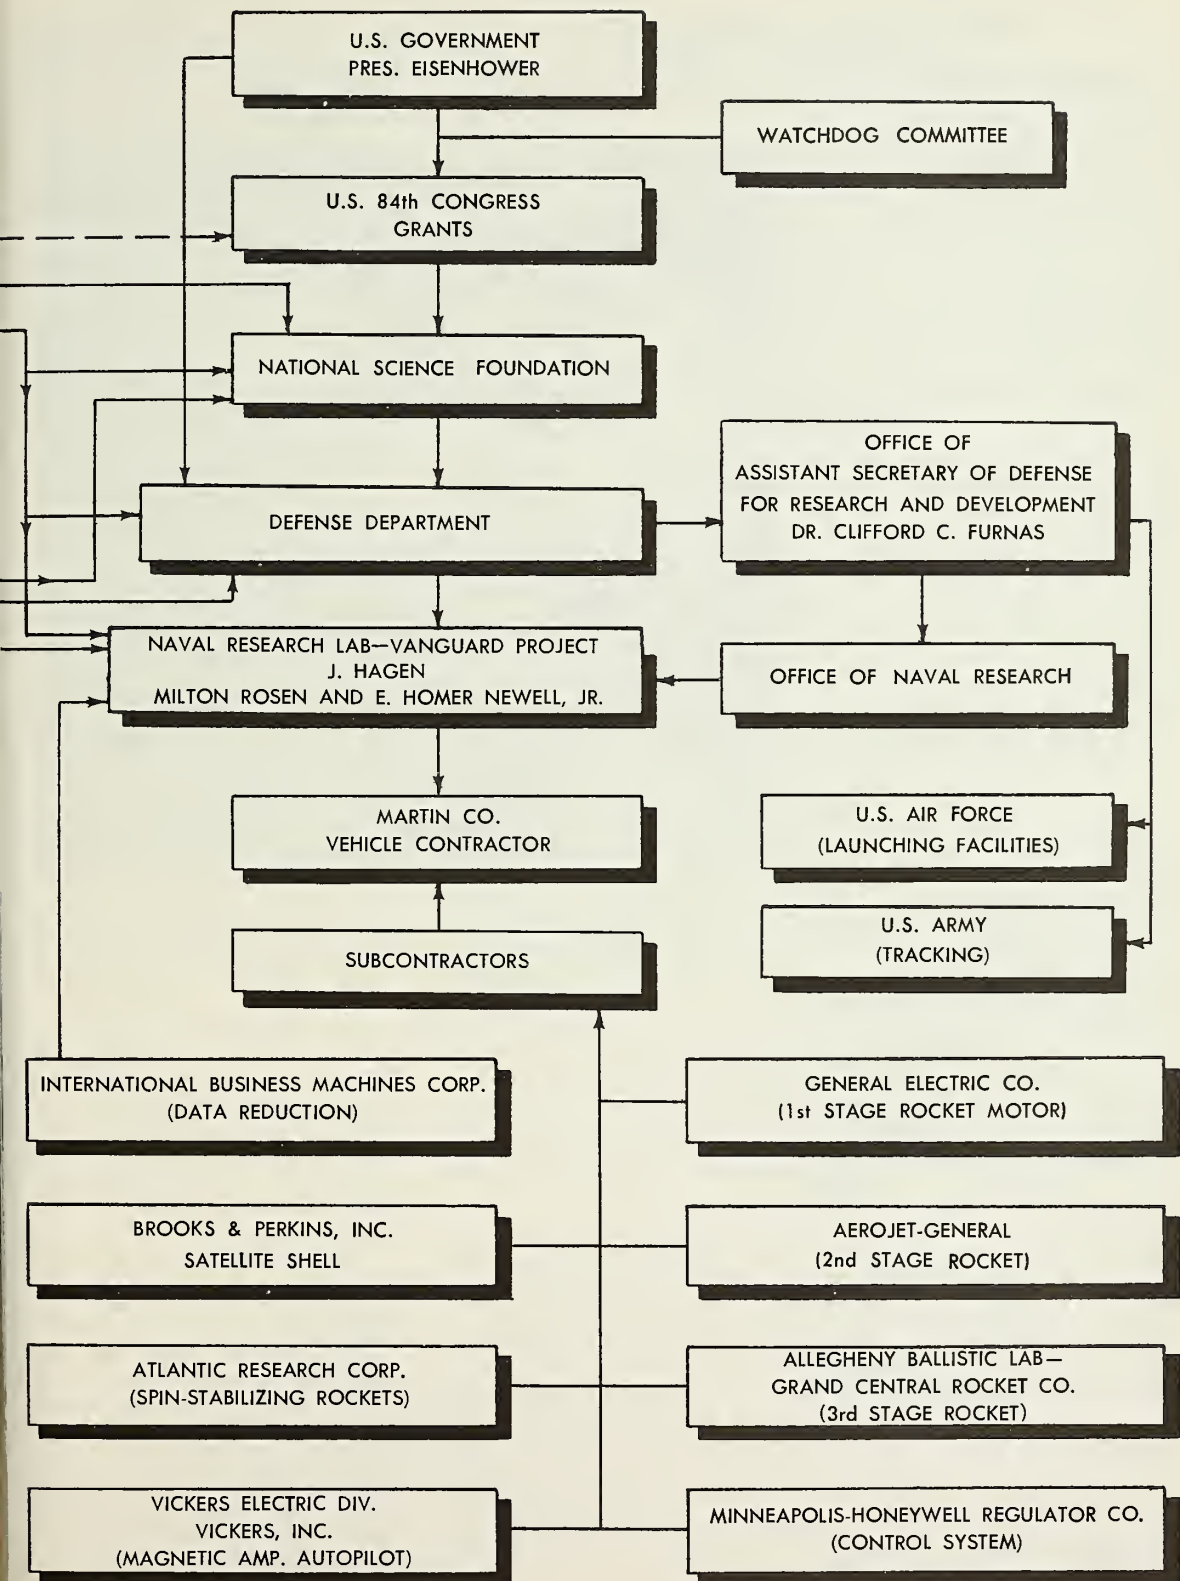 U.S. GOVERNMENT
PRES. EISENHOWER
WATCHDOG COMMITTEE
U.S. 84th CONGRESS
GRANTS
NATIONAL SCIENCE FOUNDATION
OFFICE OF
ASSISTANT SECRETARY OF DEFENSE
FOR RESEARCH AND DEVELOPMENT
DR. CLIFFORD C. FURNAS
DEFENSE DEPARTMENT
NAVAL RESEARCH LAB—VANGUARD PROJECT
J. HAGEN
MILTON ROSEN AND E. HOMER NEWELL, JR.
OFFICE OF NAVAL RESEARCH
MARTIN CO.
VEHICLE CONTRACTOR
U.S. AIR FORCE
(LAUNCHING FACILITIES)
SUBCONTRACTORS
U.S. ARMY
(TRACKING)
INTERNATIONAL BUSINESS MACHINES CORP.
(DATA REDUCTION)
GENERAL ELECTRIC CO.
(1st STAGE ROCKET MOTOR)
BROOKS & PERKINS, INC.
SATELLITE SHELL
AEROJET-GENERAL
(2nd STAGE ROCKET)
ATLANTIC RESEARCH CORP.
(SPIN-STABILIZING ROCKETS)
ALLEGHENY BALLISTIC LAB—
GRAND CENTRAL ROCKET CO.
(3rd STAGE ROCKET)
VICKERS ELECTRIC DIV.
VICKERS, INC.
(MAGNETIC AMP. AUTOPILOT)
MINNEAPOLIS-HONEYWELL REGULATOR CO.
(CONTROL SYSTEM)